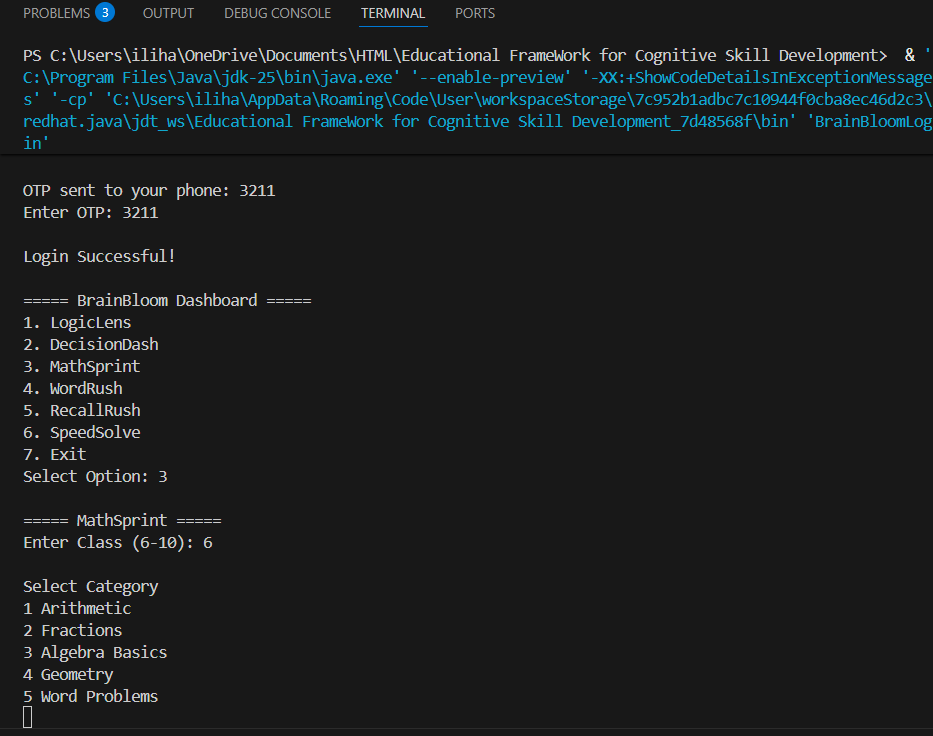 PROBLEMS 3 OUTPUT DEBUG CONSOLE TERMINAL PORTS
PS C:\Users\iliha\OneDrive\Documents\HTML\Educational FrameWork for Cognitive Skill Development>  & '
C:\Program Files\Java\jdk-25\bin\java.exe' '--enable-preview' '-XX:+ShowCodeDetailsInExceptionMessage
s' '-cp' 'C:\Users\iliha\AppData\Roaming\Code\User\workspaceStorage\7c952b1adbc7c10944f0cba8ec46d2c3\
redhat.java\jdt_ws\Educational FrameWork for Cognitive Skill Development_7d48568f\bin' 'BrainBloomLog
in'
OTP sent to your phone: 3211
Enter OTP: 3211
Login Successful!
===== BrainBloom Dashboard =====
1. LogicLens
2. DecisionDash
3. MathSprint
4. WordRush
5. RecallRush
6. SpeedSolve
7. Exit
Select Option: 3
===== MathSprint =====
Enter Class (6-10): 6
Select Category
1 Arithmetic
2 Fractions
3 Algebra Basics
4 Geometry
5 Word Problems